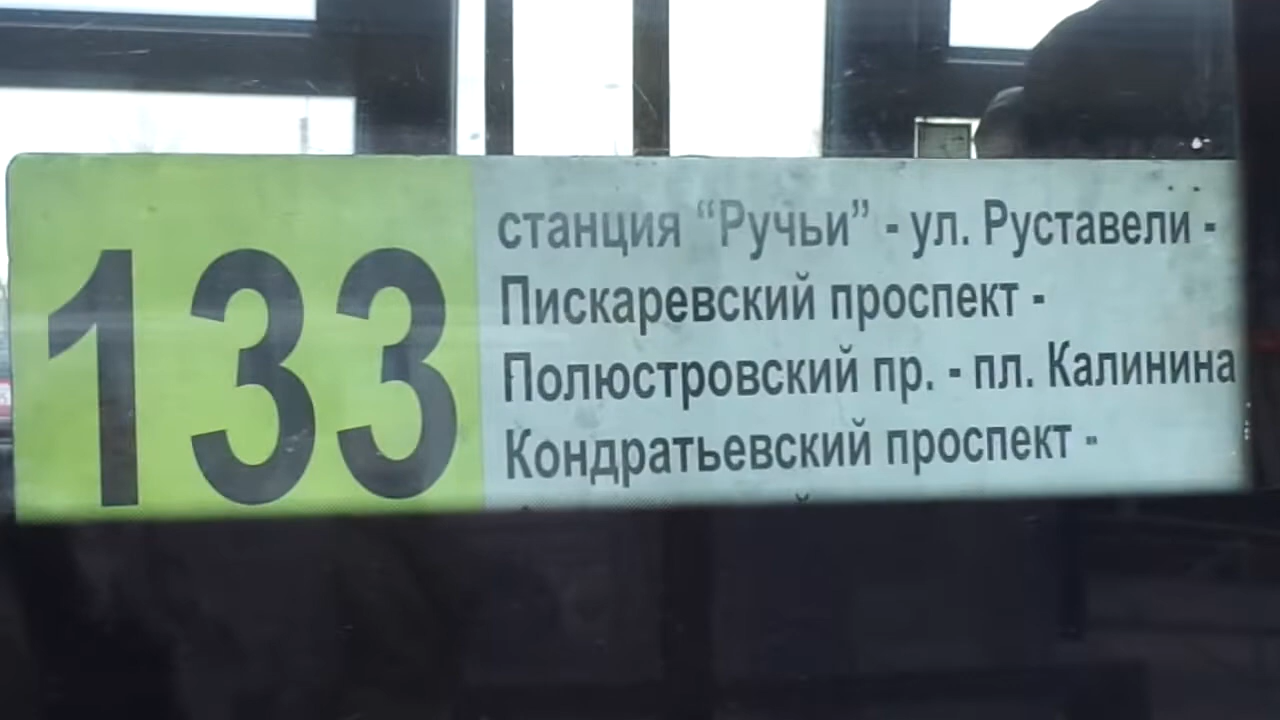 133
станция “Ручьи” - ул. Руставели -
Пискаревский проспект -
Полюстровский пр. - пл. Калинина
Кондратьевский проспект -